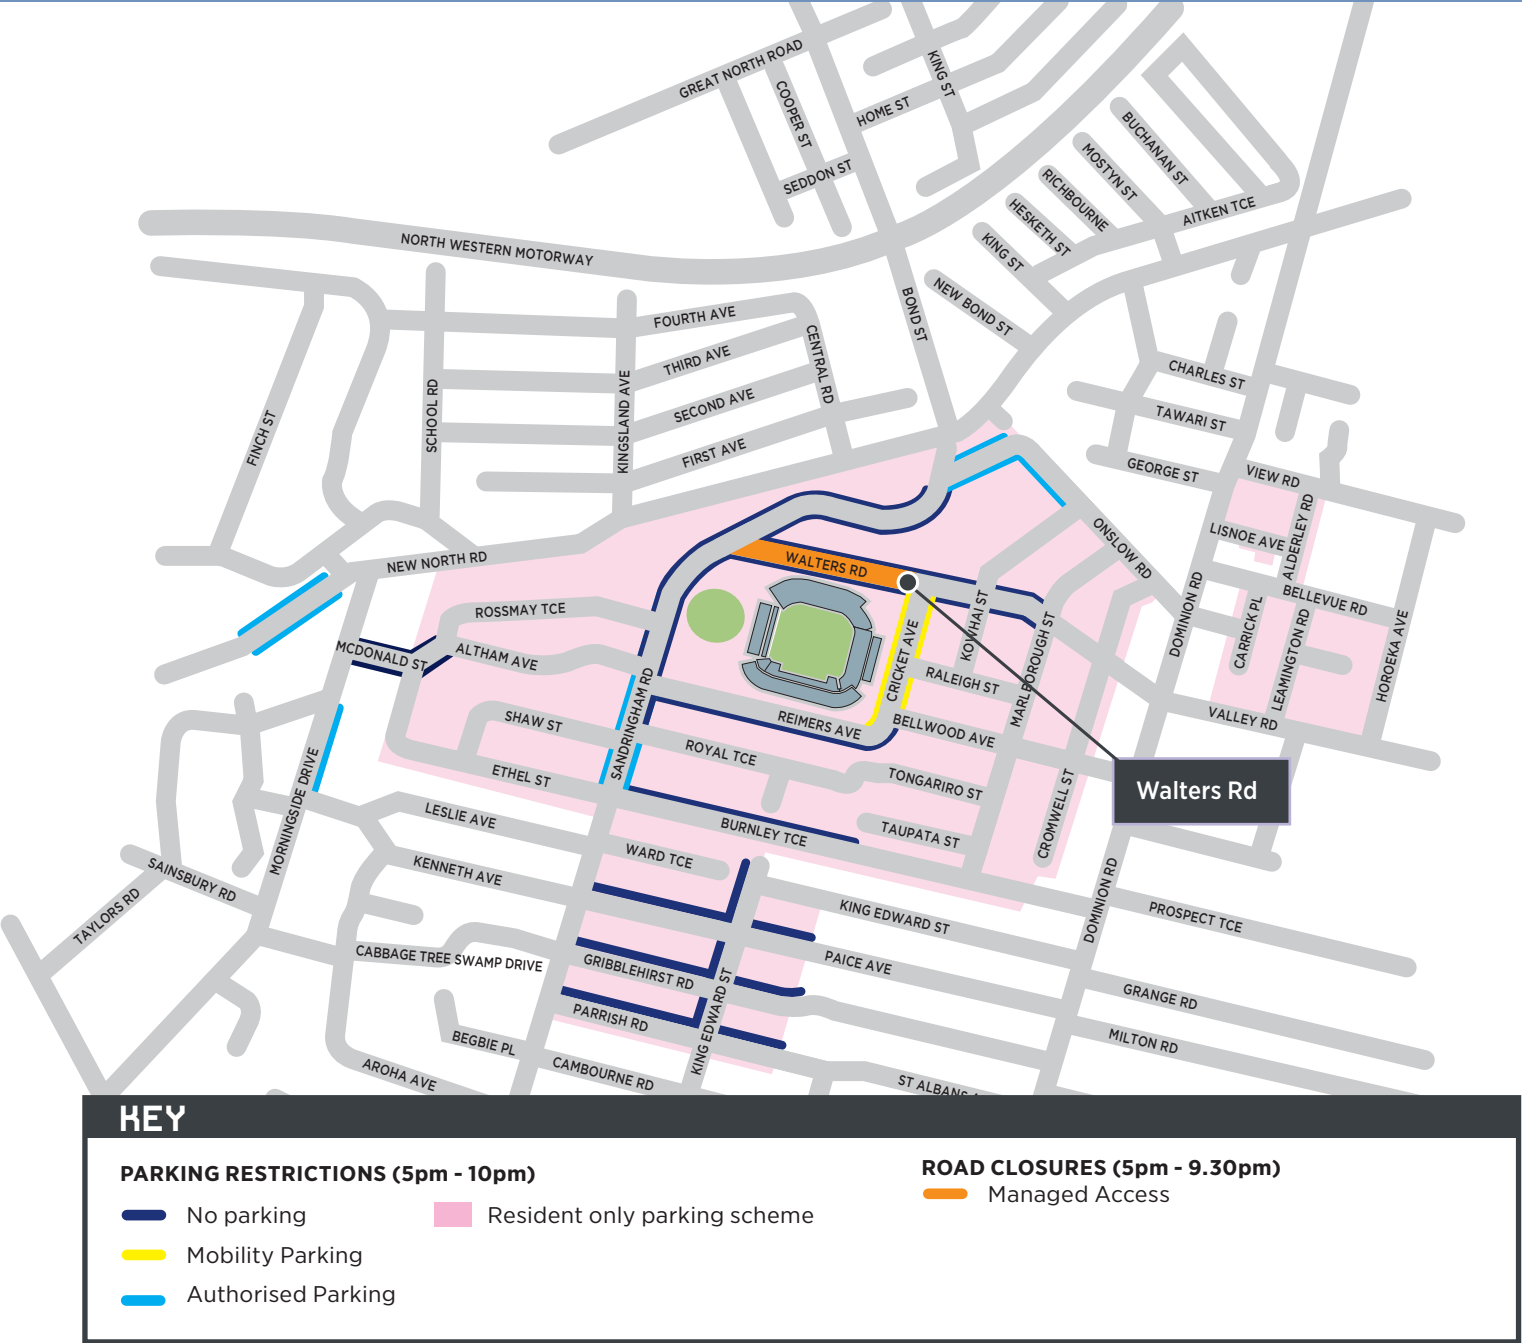 GREAT NORTH ROAD
COOPER ST
KING ST
HOME ST
SEDDON ST
BUCHANAN ST
MOSTYN ST
RICHBOURNE
HESKETH ST
KING ST
AITKEN TCE
NEW BOND ST
NORTH WESTERN MOTORWAY
BOND ST
FOURTH AVE
THIRD AVE
SECOND AVE
FIRST AVE
CENTRAL RD
KINGSLAND AVE
SCHOOL RD
FINCH ST
CHARLES ST
TAWARI ST
GEORGE ST
VIEW RD
LISNOE AVE
ALDERLEY RD
ONSLOW RD
BELLEVUE RD
DOMINION RD
CARRICK PL
LEAMINGTON RD
HOROEKA AVE
VALLEY RD
NEW NORTH RD
WALTERS RD
ROSSMAY TCE
MCDONALD ST
ALTHAM AVE
SANDRINGHAM RD
CRICKET AVE
KOWHAI ST
RALEIGH ST
MARLBOROUGH ST
REIMERS AVE
BELLWOOD AVE
SHAW ST
ROYAL TCE
ETHEL ST
TONGARIRO ST
CROMWELL ST
Walters Rd
LESLIE AVE
BURNLEY TCE
TAUPATA ST
MORNINGSIDE DRIVE
WARD TCE
KENNETH AVE
SAINSBURY RD
TAYLORS RD
KING EDWARD ST
DOMINION RD
PROSPECT TCE
CABBAGE TREE SWAMP DRIVE
GRIBBLEHIRST RD
PAICE AVE
KING EDWARD ST
GRANGE RD
PARRISH RD
MILTON RD
BEGBIE PL
AROHA AVE
CAMBOURNE RD
ST ALBANS A
KEY
PARKING RESTRICTIONS (5pm - 10pm)
No parking
Resident only parking scheme
Mobility Parking
Authorised Parking
ROAD CLOSURES (5pm - 9.30pm)
Managed Access